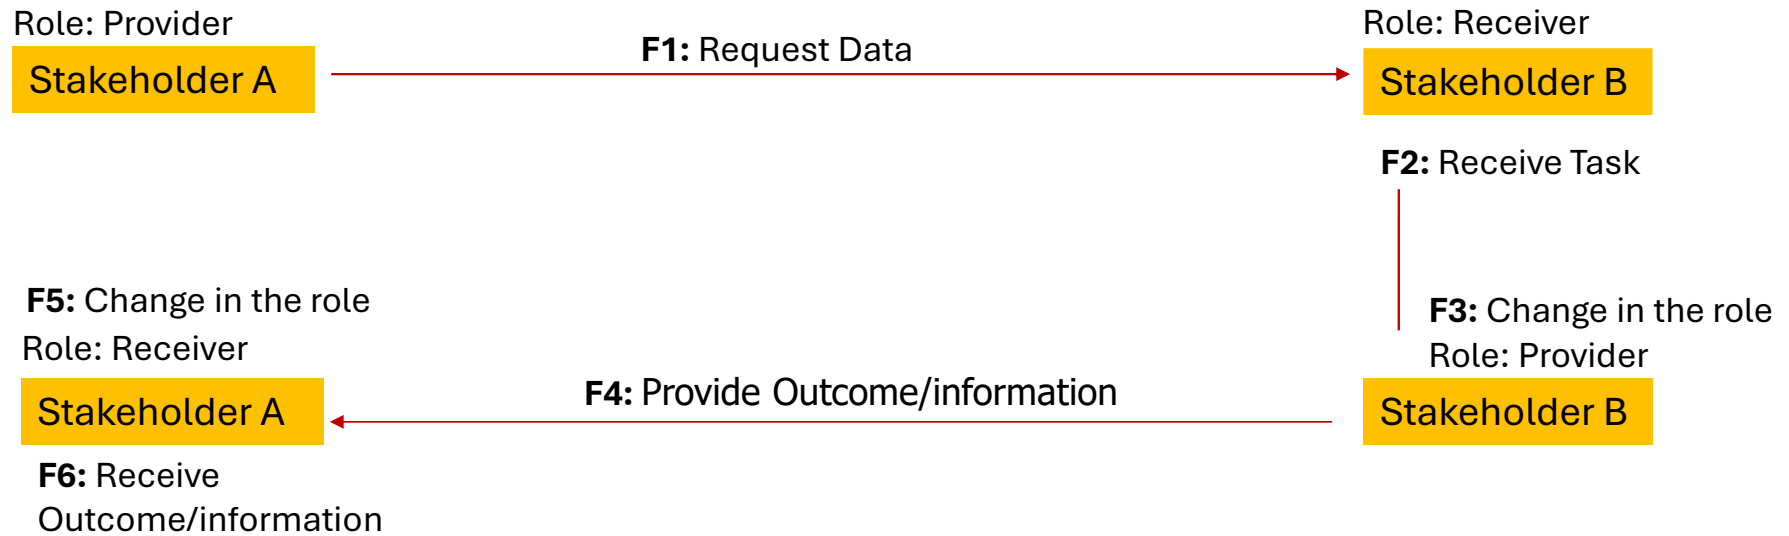 Role: Provider
Stakeholder A
F1: Request Data
Role: Receiver
Stakeholder B
F2: Receive Task
F3: Change in the role
Role: Provider
Stakeholder B
F4: Provide Outcome/information
F5: Change in the role
Role: Receiver
Stakeholder A
F6: Receive
Outcome/information